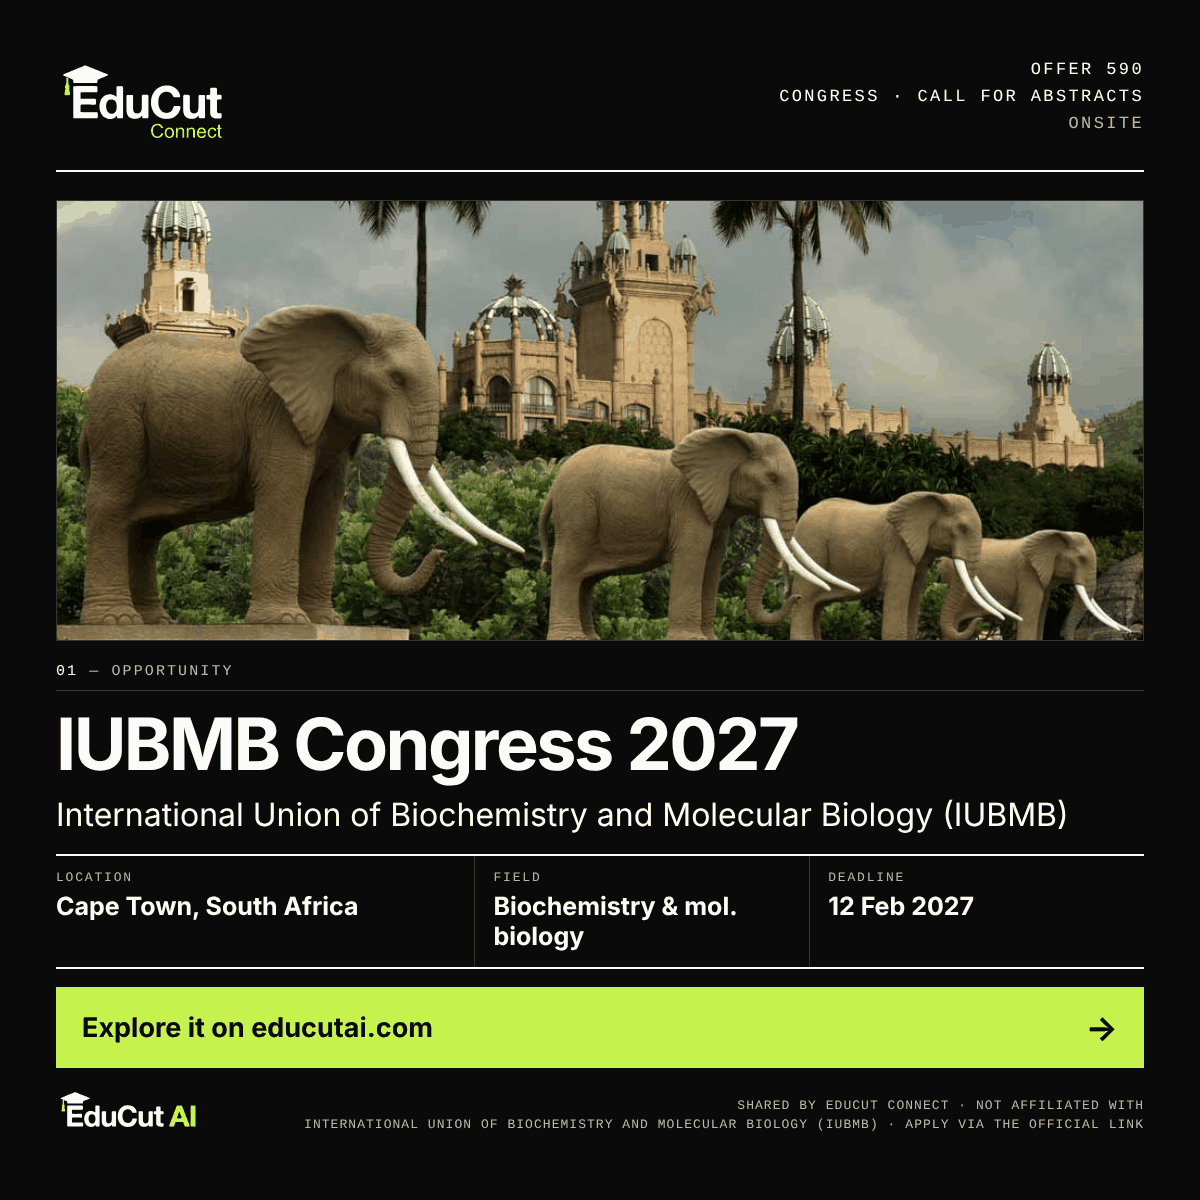 EduCut
Connect
OFFER 590
CONGRESS · CALL FOR ABSTRACTS
ONSITE
01 — OPPORTUNITY
IUBMB Congress 2027
International Union of Biochemistry and Molecular Biology (IUBMB)
LOCATION
Cape Town, South Africa
FIELD
Biochemistry & mol.
biology
DEADLINE
12 Feb 2027
Explore it on educutai.com →
EduCut AI
SHARED BY EDUCUT CONNECT · NOT AFFILIATED WITH
INTERNATIONAL UNION OF BIOCHEMISTRY AND MOLECULAR BIOLOGY (IUBMB) · APPLY VIA THE OFFICIAL LINK